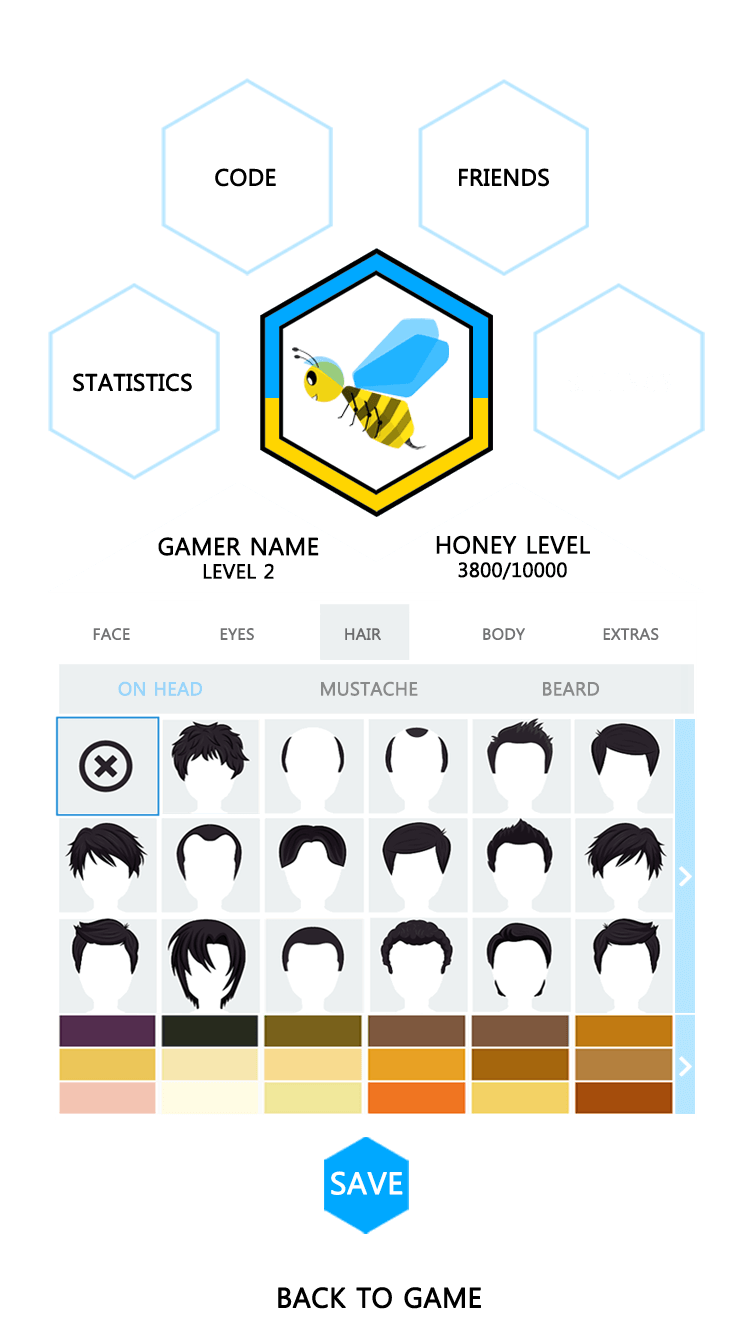 CODE
FRIENDS
STATISTICS
GAMER NAME
LEVEL 2
HONEY LEVEL
3800/10000
FACE EYES HAIR BODY EXTRAS
ON HEAD MUSTACHE BEARD
SAVE
BACK TO GAME